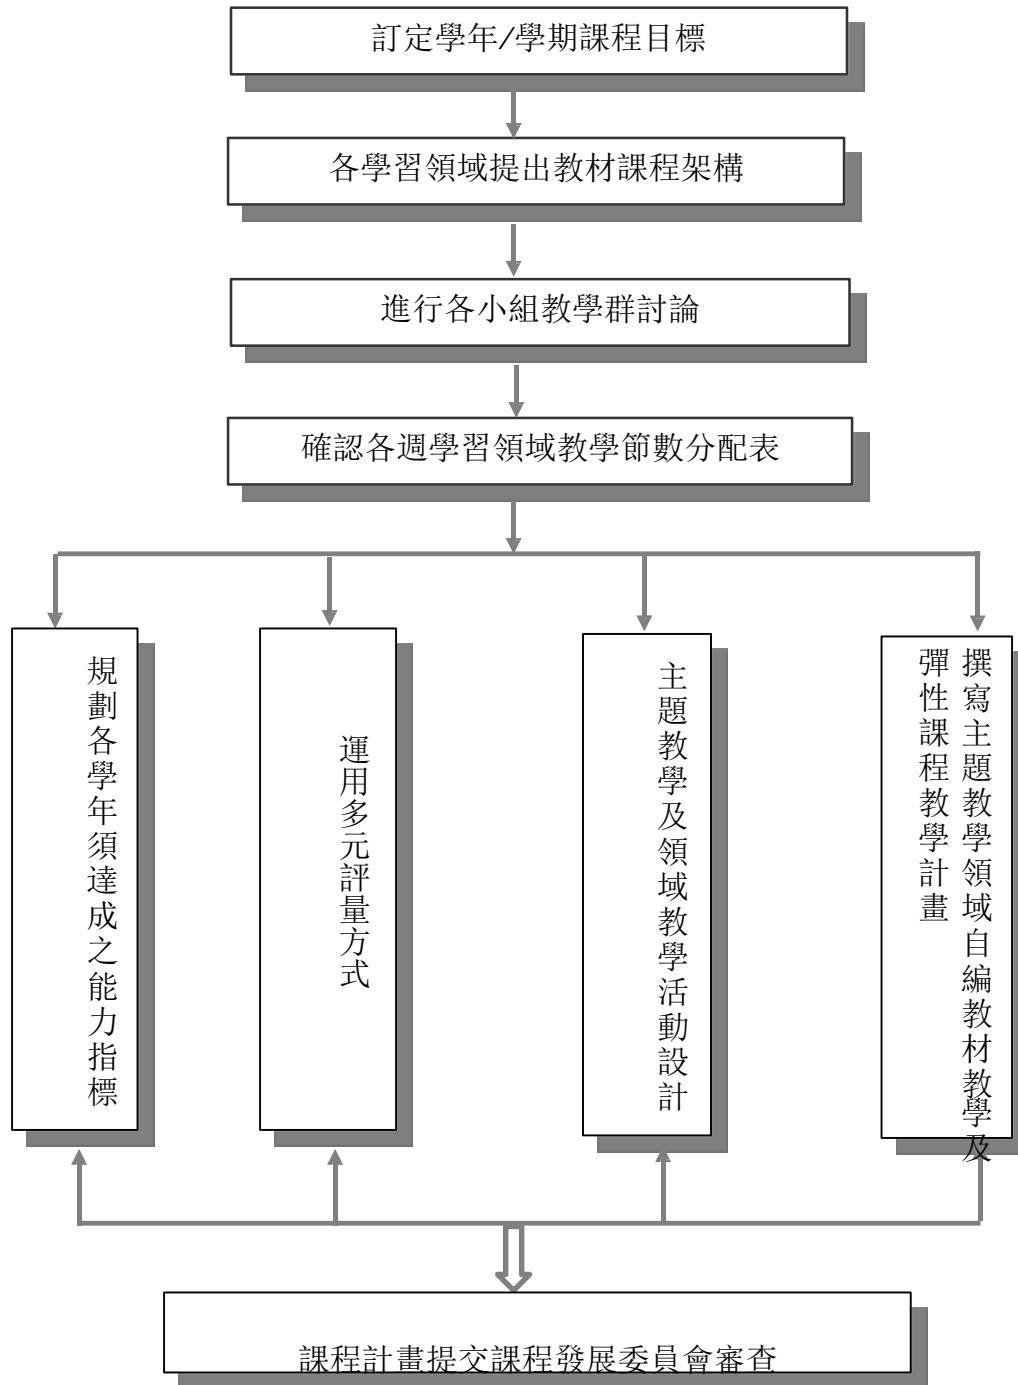 訂定學年/學期課程目標
各學習領域提出教材課程架構
進行各小組教學群討論
確認各週學習領域教學節數分配表
規劃各學年須達成之能力指標
運用多元評量方式
主題教學及領域教學活動設計
撰寫主題教學領域自編教材教學及
彈性課程教學計畫
課程計畫提交課程發展委員會審查